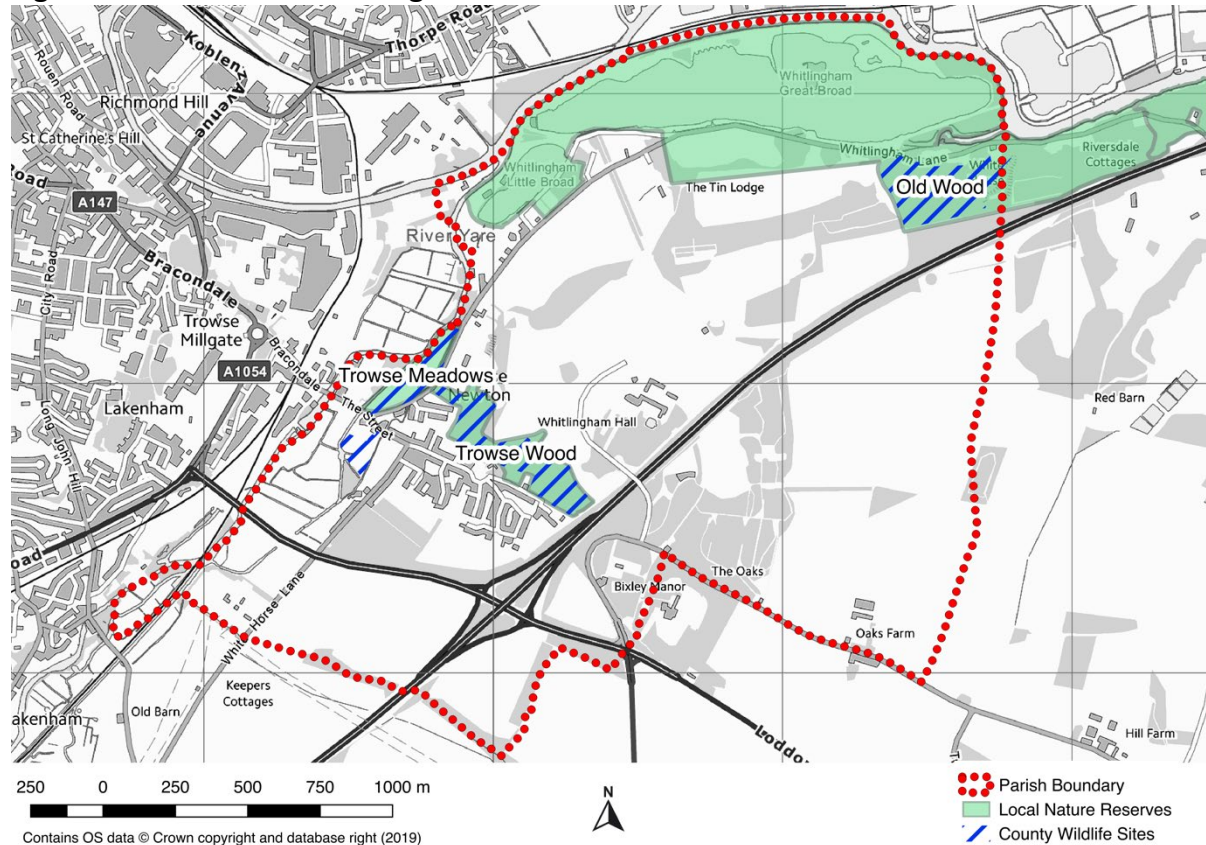 Rouen Road
Koblenz
Avenue
Thorpe Road
Richmond Hill
St Catherine's Hill
Road
A147
City Road
Bracondale
Trowse
Millgate
A1054
Lakenham
Long John Hill
Bracondale
The Street
Whitlingham
Great Broad
Whitlingham
Little Broad
Whitlingham Lane
Whit
Riversdale
Cottages
The Tin Lodge
Old Wood
River Yare
Trowse Meadows
e
Newton
Trowse Wood
Whitlingham Hall
Red Barn
Road
White Horse Lane
Bixley Manor
The Oaks
Oaks Farm
Keepers
Cottages
Old Barn
akenham
Loddo
Hill Farm
250 0 250 500 750 1000 m
N
Contains OS data © Crown copyright and database right (2019)
Parish Boundary
Local Nature Reserves
County Wildlife Sites